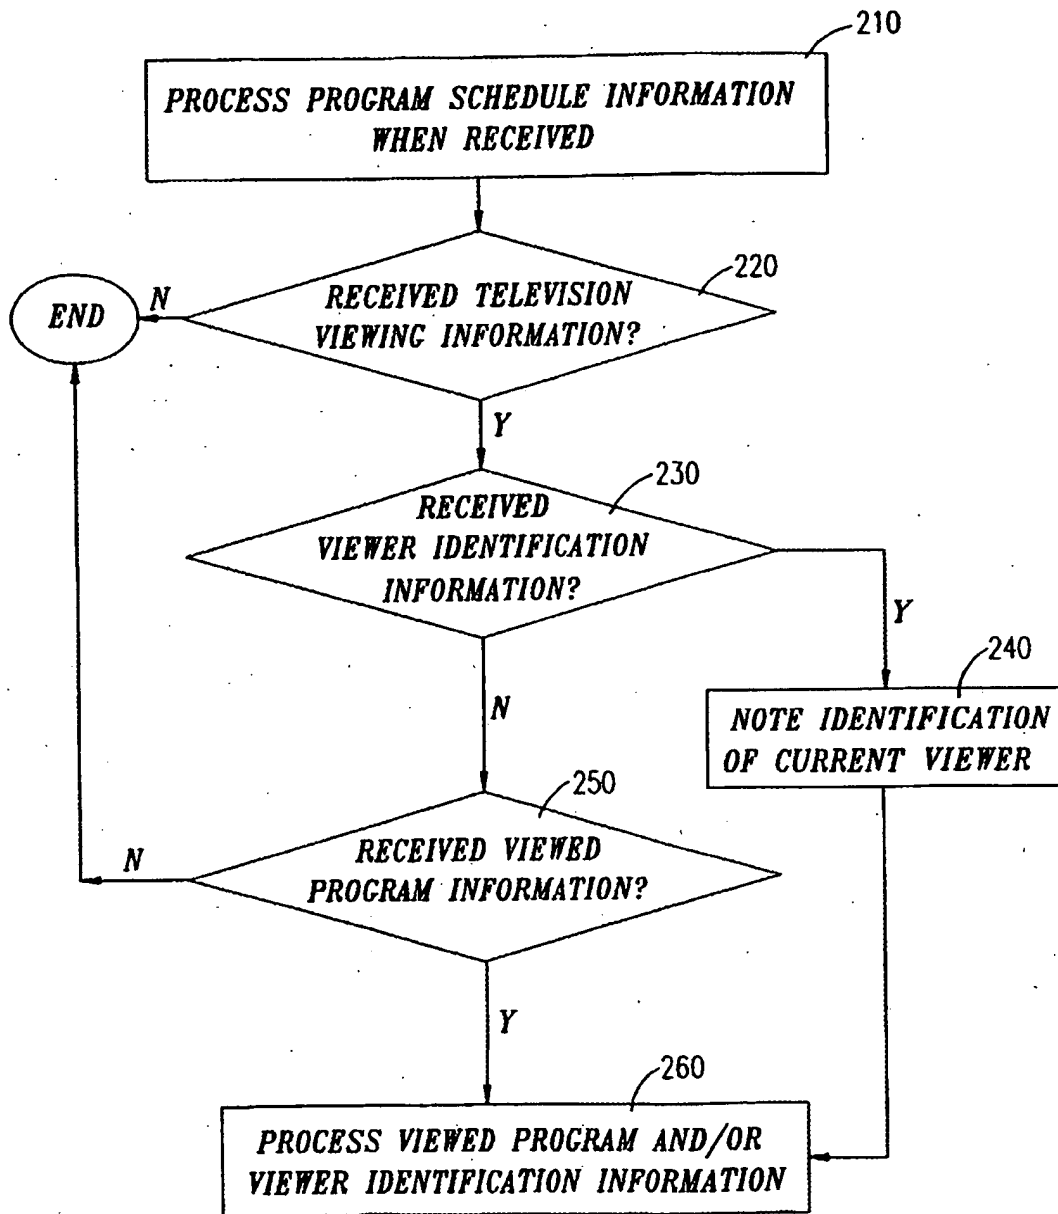 210
PROCESS PROGRAM SCHEDULE INFORMATION
WHEN RECEIVED
220
RECEIVED TELEVISION
VIEWING INFORMATION?
N
END
Y
230
RECEIVED
VIEWER IDENTIFICATION
INFORMATION?
Y
240
NOTE IDENTIFICATION
OF CURRENT VIEWER
N
250
RECEIVED VIEWED
PROGRAM INFORMATION?
N
Y
260
PROCESS VIEWED PROGRAM AND/OR
VIEWER IDENTIFICATION INFORMATION